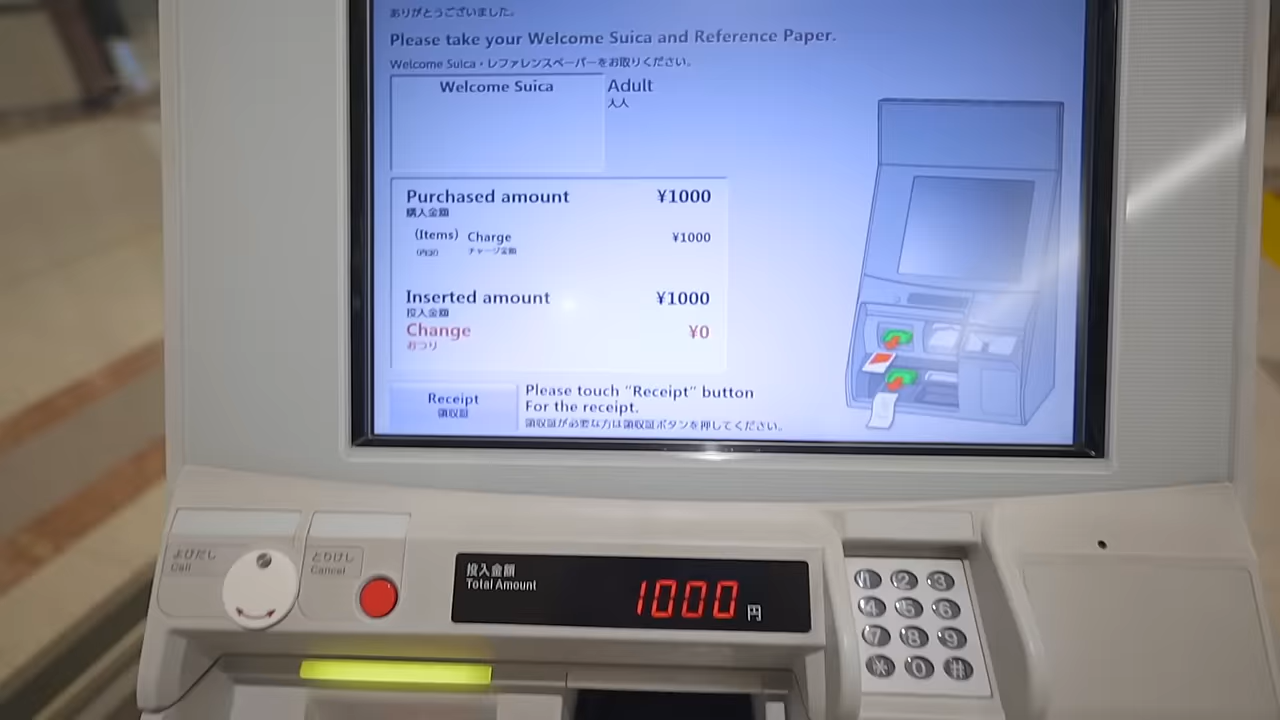 ありがとうございました。
Please take your Welcome Suica and Reference Paper.
Welcome Suica・レファレンスペーパーをお取りください。
Welcome Suica
Adult
大人
Purchased amount ¥1000
購入金額
(Items) Charge ¥1000
(内訳) チャージ金額
Inserted amount ¥1000
投入金額
Change ¥0
おつり
Receipt
領収証
Please touch "Receipt" button
For the receipt.
領収証が必要な方は領収証ボタンを押してください。
よびだし
Call
とりけし
Cancel
投入金額
Total Amount
1000円
1 2 3
4 5 6
7 8 9
* 0 #